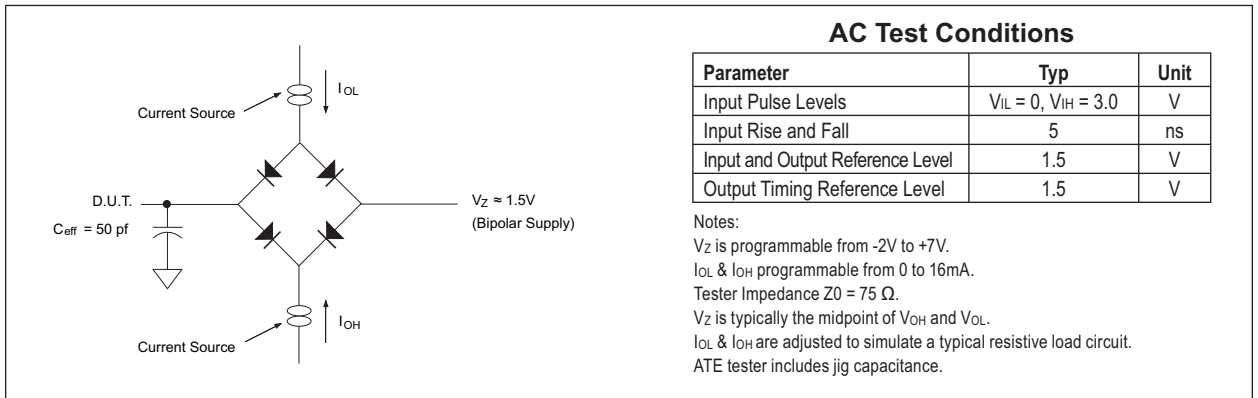 I OL
Current Source
D.U.T.
Ceff = 50 pf
VZ ≈ 1.5V
(Bipolar Supply)
IOH
Current Source
AC Test Conditions
Parameter Typ Unit
Input Pulse Levels VIL = 0, VIH = 3.0 V
Input Rise and Fall 5 ns
Input and Output Reference Level 1.5 V
Output Timing Reference Level 1.5 V
Notes:
VZ is programmable from -2V to +7V.
IOL & IOH programmable from 0 to 16mA.
Tester Impedance Z0 = 75 Ω.
VZ is typically the midpoint of VOH and VOL.
IOL & IOH are adjusted to simulate a typical resistive load circuit.
ATE tester includes jig capacitance.